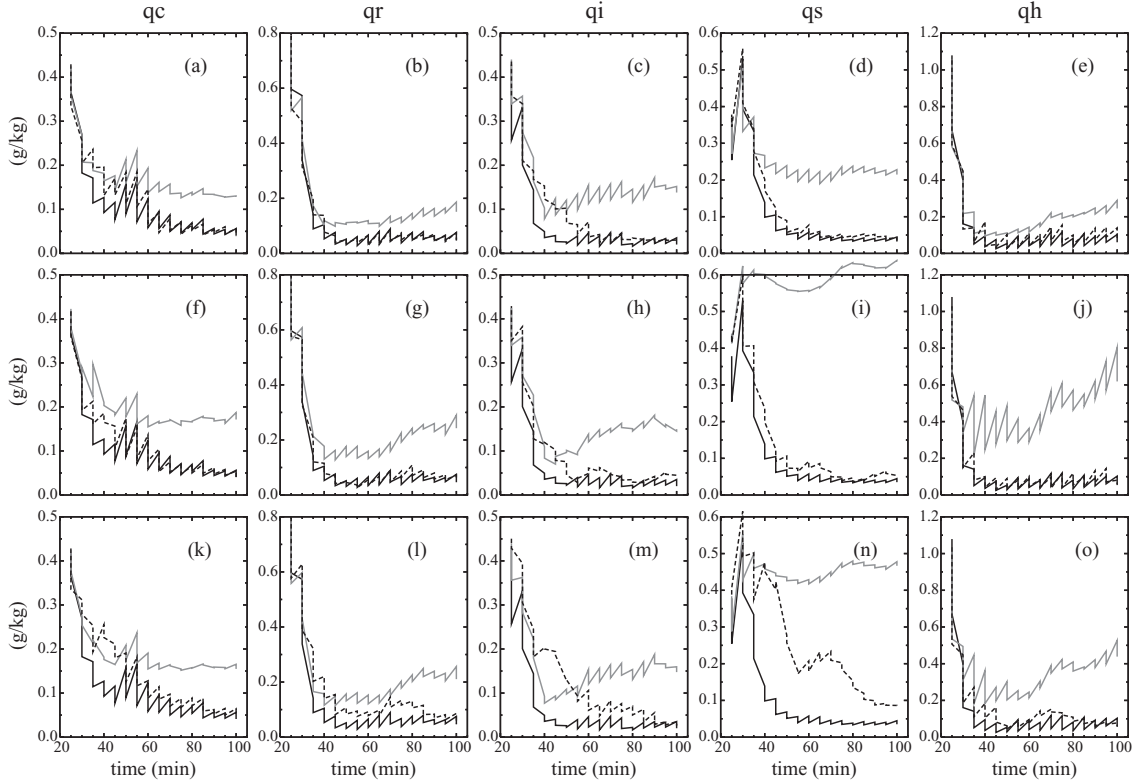 qc qr qi qs qh
0.5 0.8 0.5 0.6 1.2
(a) (b) (c) (d) (e)
0.4 0.5 1.0
0.6 0.4
(g/kg) 0.3 0.3 0.4 0.8
0.4 0.3 0.6
0.2 0.2 0.2 0.4
0.1 0.2 0.1 0.1 0.2
0.0 0.0 0.0 0.0 0.0
0.5 0.8 0.5 0.6 1.2
(f) (g) (h) (i) (j)
0.4 0.4 0.5 1.0
0.6
(g/kg) 0.3 0.3 0.4 0.8
0.4 0.3 0.6
0.2 0.2 0.2 0.4
0.1 0.2 0.1 0.1 0.2
0.0 0.0 0.0 0.0 0.0
0.5 0.8 0.5 0.6 1.2
(k) (l) (m) (n) (o)
0.4 0.4 0.5 1.0
0.6
(g/kg) 0.3 0.3 0.4 0.8
0.4 0.3 0.6
0.2 0.2 0.2 0.4
0.1 0.2 0.1 0.1 0.2
0.0 0.0 0.0 0.0 0.0
20 40 60 80 100 20 40 60 80 100 20 40 60 80 100 20 40 60 80 100 20 40 60 80 100
time (min) time (min) time (min) time (min) time (min)